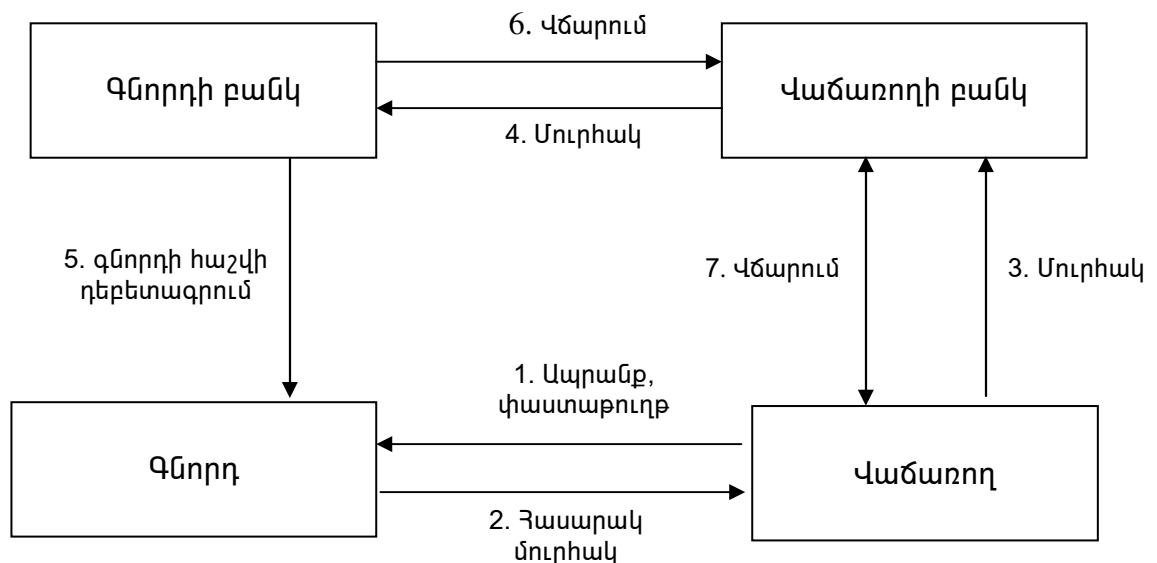 6. Վճարում
Գնորդի բանկ
Վաճառողի բանկ
4. Մուրհակ
5. գնորդի հաշվի
դեբետագրում
7. Վճարում
3. Մուրհակ
1. Ապրանք,
փաստաթուղթ
Գնորդ
Վաճառող
2. Հասարակ
մուրհակ